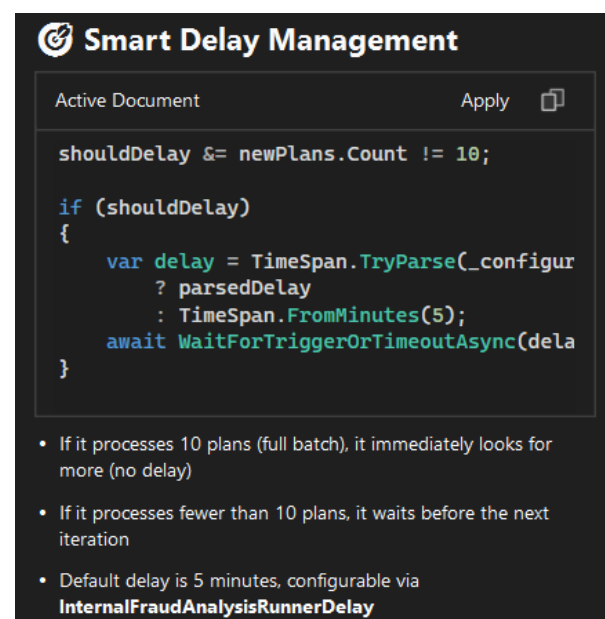 Smart Delay Management
Active Document Apply
shouldDelay &= newPlans.Count != 10;
if (shouldDelay)
{
var delay = TimeSpan.TryParse(_configur
? parsedDelay
: TimeSpan.FromMinutes(5);
await WaitForTriggerOrTimeoutAsync(dela
}
• If it processes 10 plans (full batch), it immediately looks for
more (no delay)
• If it processes fewer than 10 plans, it waits before the next
iteration
• Default delay is 5 minutes, configurable via
InternalFraudAnalysisRunnerDelay